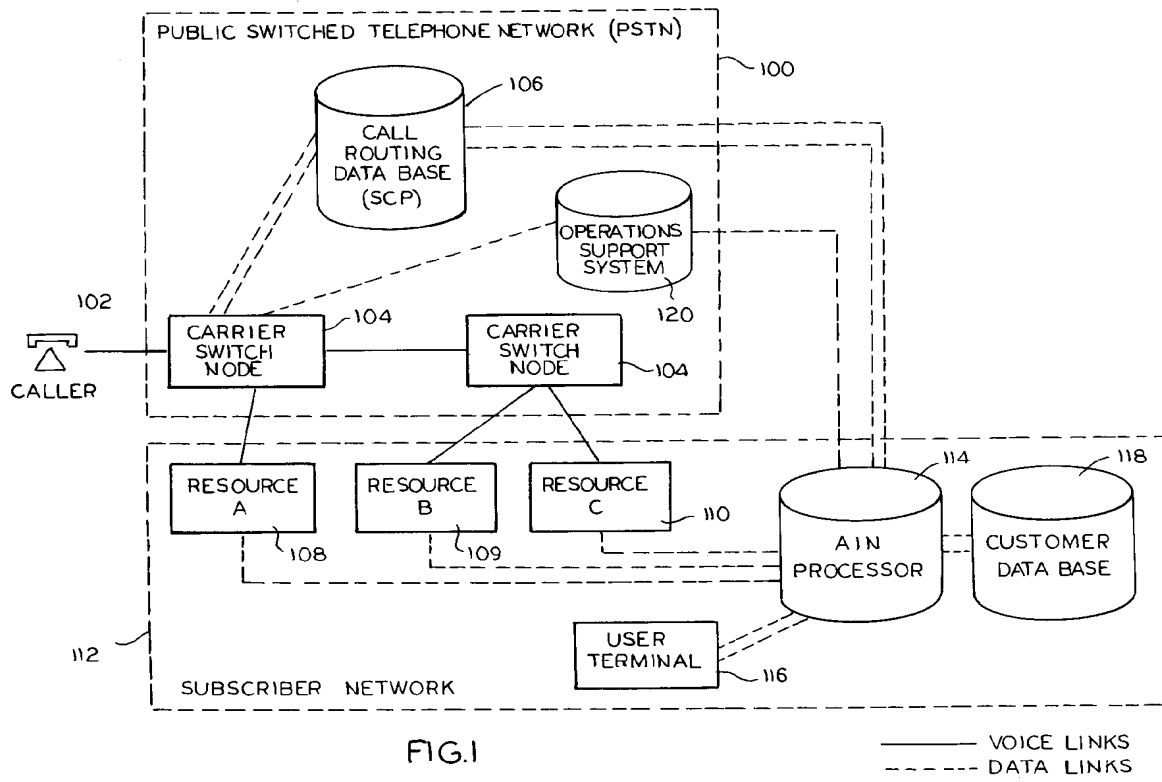 PUBLIC SWITCHED TELEPHONE NETWORK (PSTN)
100
106
CALL
ROUTING
DATA BASE
(SCP)
OPERATIONS
SUPPORT
SYSTEM
120
102
CALLER
104
CARRIER
SWITCH
NODE
CARRIER
SWITCH
NODE
104
RESOURCE
A
108
RESOURCE
B
109
RESOURCE
C
110
114
AIN
PROCESSOR
118
CUSTOMER
DATA BASE
112
USER
TERMINAL
116
SUBSCRIBER NETWORK
FIG.1
VOICE LINKS
DATA LINKS